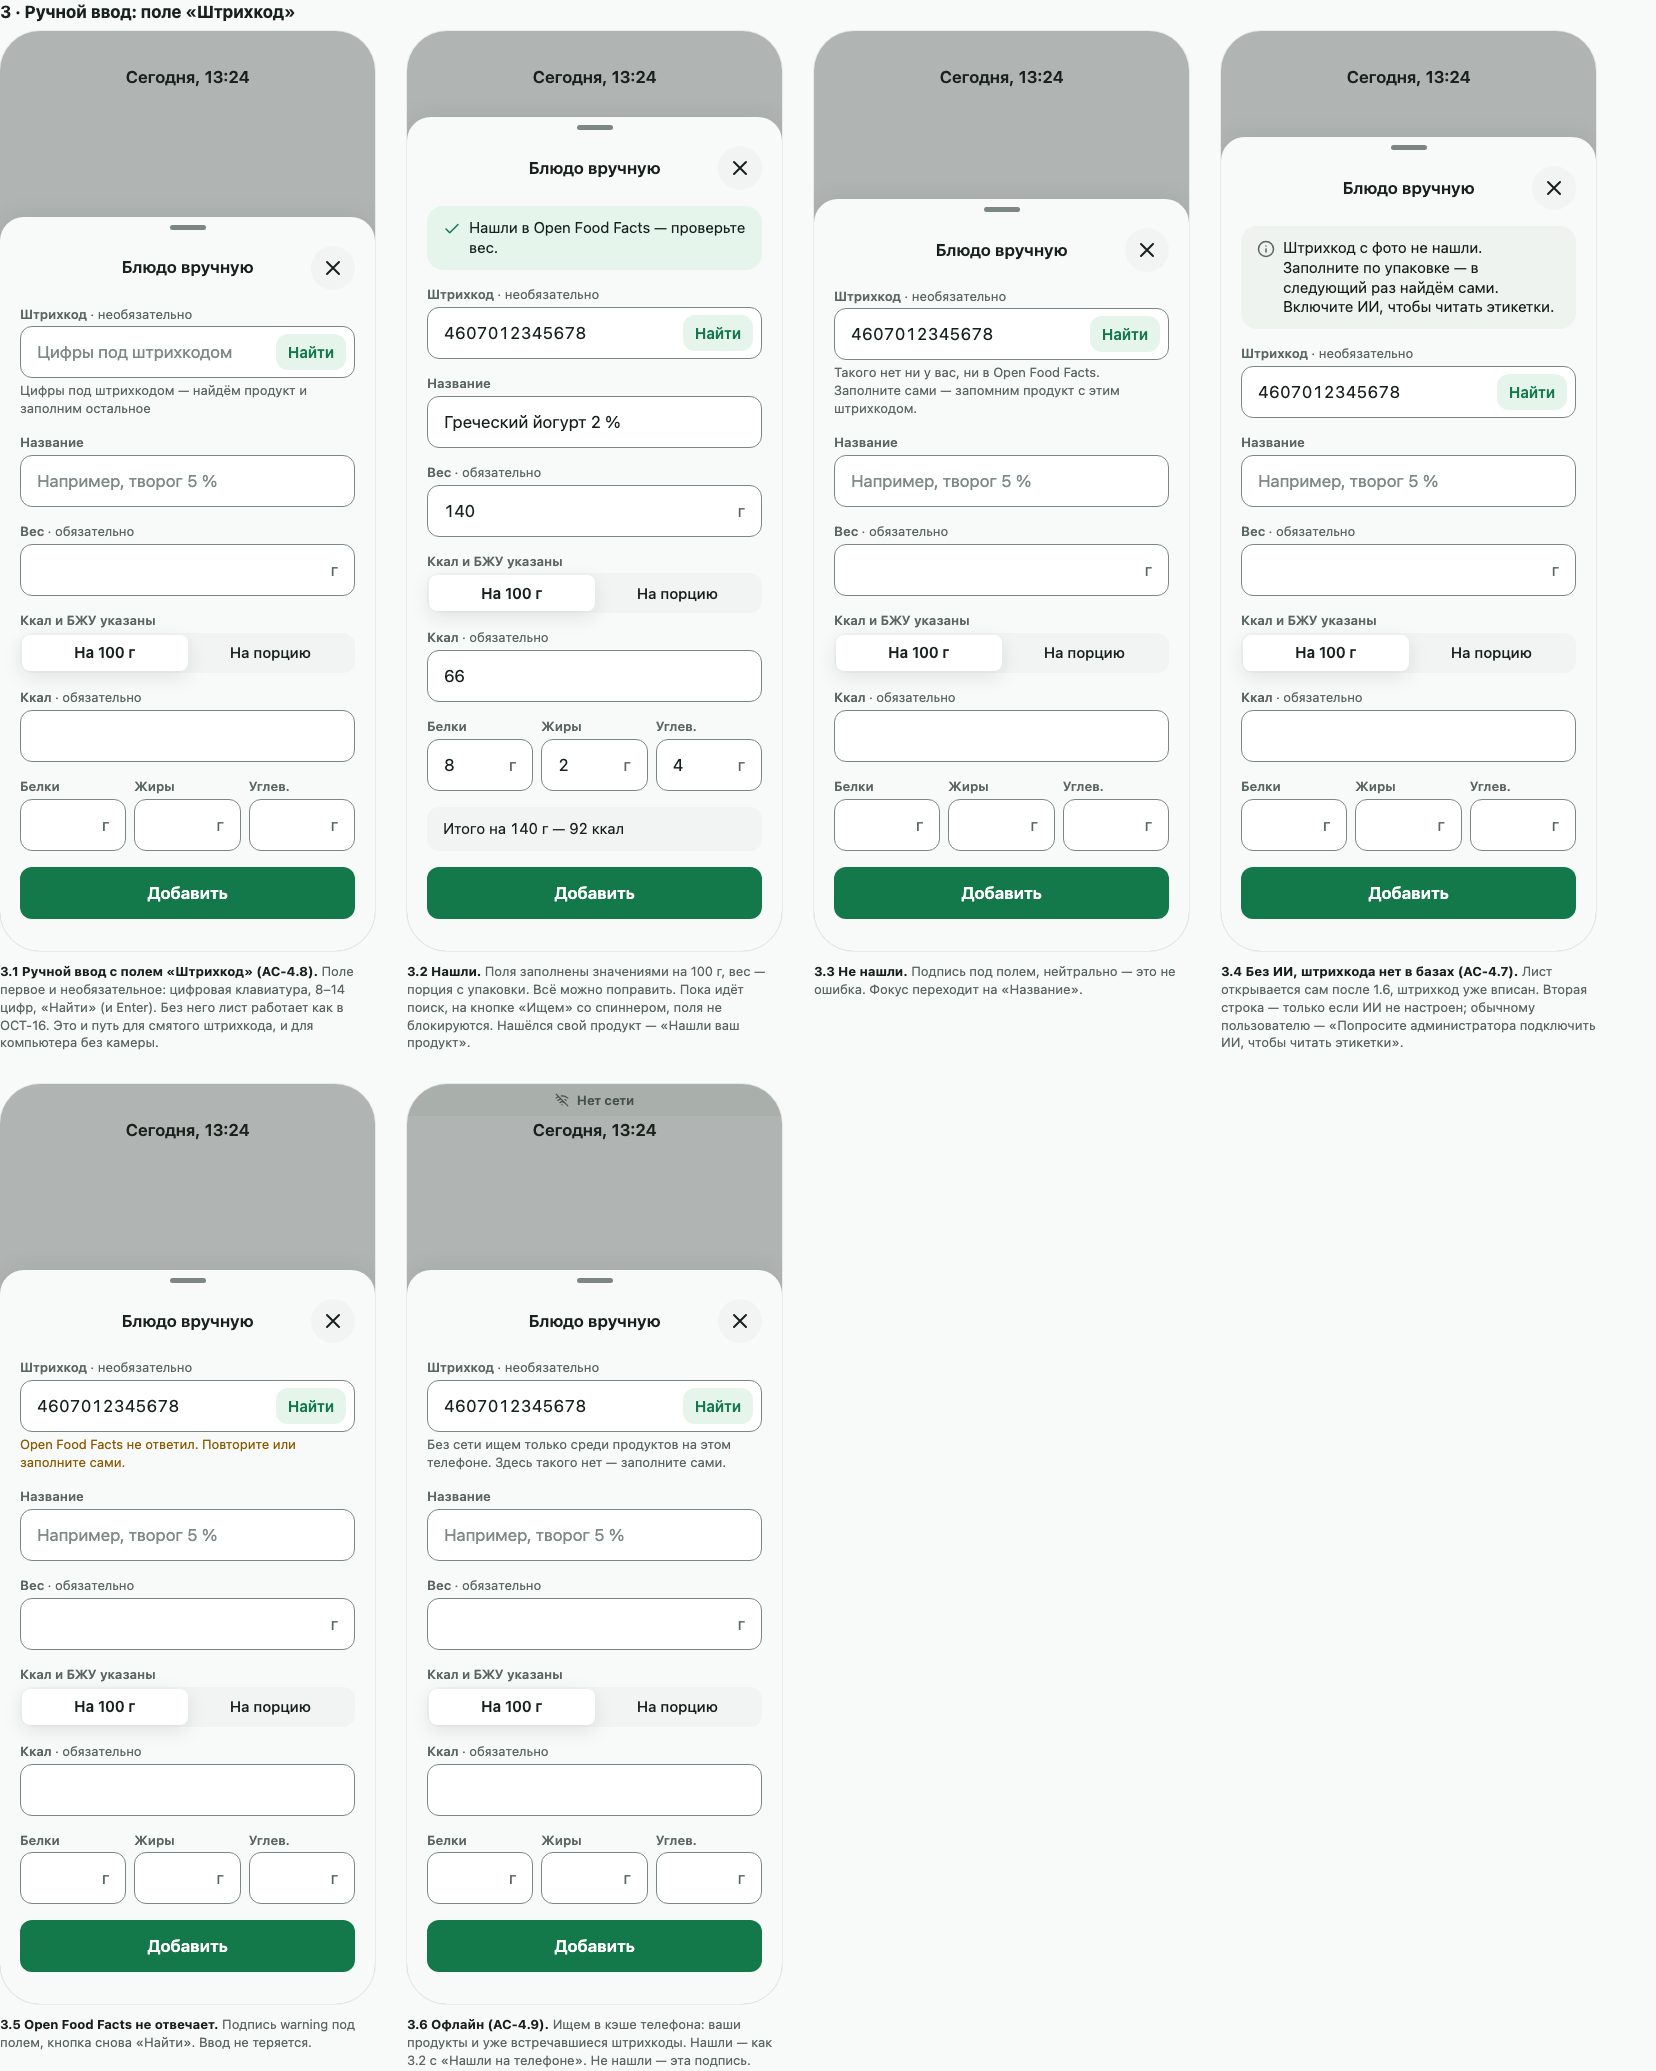 3 · Ручной ввод: поле «Штрихкод»
Сегодня, 13:24
Блюдо вручную
Штрихкод · необязательно
Цифры под штрихкодом
Найти
Цифры под штрихкодом — найдём продукт и
заполним остальное
Название
Например, творог 5 %
Вес · обязательно
г
Ккал и БЖУ указаны
На 100 г
На порцию
Ккал · обязательно
Белки
Жиры
Углев.
г
г
г
Добавить
3.1 Ручной ввод с полем «Штрихкод» (AC-4.8). Поле
первое и необязательное: цифровая клавиатура, 8–14
цифр, «Найти» (и Enter). Без него лист работает как в
ОСТ-16. Это и путь для смятого штрихкода, и для
компьютера без камеры.
Сегодня, 13:24
Блюдо вручную
Нашли в Open Food Facts — проверьте
вес.
Штрихкод · необязательно
4607012345678
Найти
Название
Греческий йогурт 2 %
Вес · обязательно
140
г
Ккал и БЖУ указаны
На 100 г
На порцию
Ккал · обязательно
66
Белки
Жиры
Углев.
8
г
2
г
4
г
Итого на 140 г — 92 ккал
Добавить
3.2 Нашли. Поля заполнены значениями на 100 г, вес —
порция с упаковки. Всё можно поправить. Пока идёт
поиск, на кнопке «Ищем» со спиннером, поля не
блокируются. Нашёлся свой продукт — «Нашли ваш
продукт».
Сегодня, 13:24
Блюдо вручную
Штрихкод · необязательно
4607012345678
Найти
Такого нет ни у вас, ни в Open Food Facts.
Заполните сами — запомним продукт с этим
штрихкодом.
Название
Например, творог 5 %
Вес · обязательно
г
Ккал и БЖУ указаны
На 100 г
На порцию
Ккал · обязательно
Белки
Жиры
Углев.
г
г
г
Добавить
3.3 Не нашли. Подпись под полем, нейтрально — это не
ошибка. Фокус переходит на «Название».
Сегодня, 13:24
Блюдо вручную
Штрихкод с фото не нашли.
Заполните по упаковке — в
следующий раз найдём сами.
Включите ИИ, чтобы читать этикетки.
Штрихкод · необязательно
4607012345678
Найти
Название
Например, творог 5 %
Вес · обязательно
г
Ккал и БЖУ указаны
На 100 г
На порцию
Ккал · обязательно
Белки
Жиры
Углев.
г
г
г
Добавить
3.4 Без ИИ, штрихкода нет в базах (AC-4.7). Лист
открывается сам после 1.6, штрихкод уже вписан. Вторая
строка — только если ИИ не настроен; обычному
пользователю — «Попросите администратора подключить
ИИ, чтобы читать этикетки».
Сегодня, 13:24
Блюдо вручную
Штрихкод · необязательно
4607012345678
Найти
Open Food Facts не ответил. Повторите или
заполните сами.
Название
Например, творог 5 %
Вес · обязательно
г
Ккал и БЖУ указаны
На 100 г
На порцию
Ккал · обязательно
Белки
Жиры
Углев.
г
г
г
Добавить
3.5 Open Food Facts не отвечает. Подпись warning под
полем, кнопка снова «Найти». Ввод не теряется.
Нет сети
Сегодня, 13:24
Блюдо вручную
Штрихкод · необязательно
4607012345678
Найти
Без сети ищем только среди продуктов на этом
телефоне. Здесь такого нет — заполните сами.
Название
Например, творог 5 %
Вес · обязательно
г
Ккал и БЖУ указаны
На 100 г
На порцию
Ккал · обязательно
Белки
Жиры
Углев.
г
г
г
Добавить
3.6 Офлайн (AC-4.9). Ищем в кэше телефона: ваши
продукты и уже встречавшиеся штрихкоды. Нашли — как
3.2 с «Нашли на телефоне». Не нашли — эта подпись.